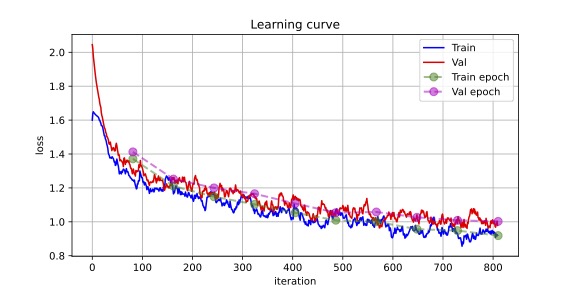 Learning curve
Train
Val
Train epoch
Val epoch
loss
2.0
1.8
1.6
1.4
1.2
1.0
0.8
0
100
200
300
400
500
600
700
800
iteration